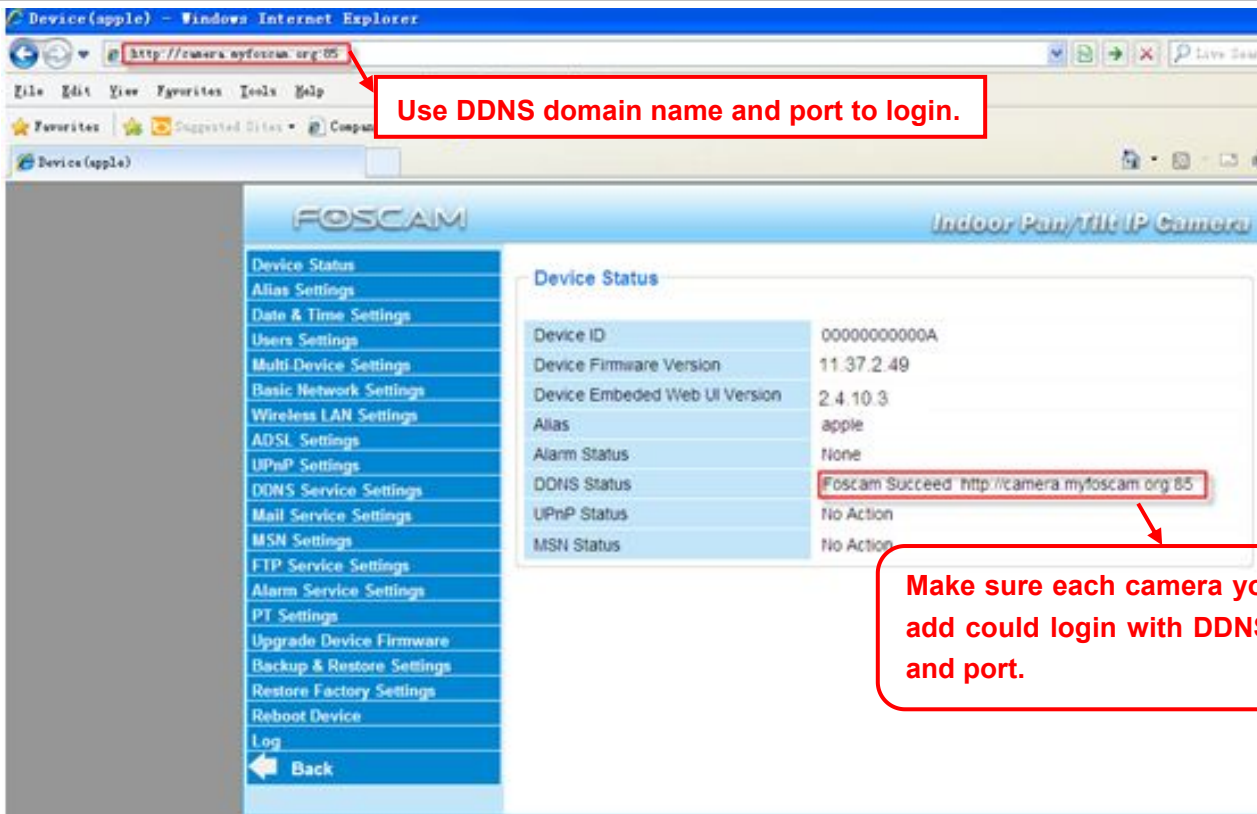 Device(apple) - Windows Internet Explorer
http://camera.myfoscam.org:85
Live Sea
File Edit View Favorites Tools Help
Use DDNS domain name and port to login.
Favorites Suggested Sites
Device(apple)
FOSCAM
Indoor Pan/Tilt IP Camera
Device Status
Alias Settings
Date & Time Settings
Users Settings
Multi-Device Settings
Basic Network Settings
Wireless LAN Settings
ADSL Settings
UPnP Settings
DDNS Service Settings
Mail Service Settings
MSN Settings
FTP Service Settings
Alarm Service Settings
PT Settings
Upgrade Device Firmware
Backup & Restore Settings
Restore Factory Settings
Reboot Device
Log
Back
Device Status
Device ID 00000000000A
Device Firmware Version 11.37.2.49
Device Embeded Web UI Version 2.4.10.3
Alias apple
Alarm Status None
DDNS Status Foscam Succeed http://camera.myfoscam.org:85
UPnP Status No Action
MSN Status No Action
Make sure each camera yo
add could login with DDNS
and port.